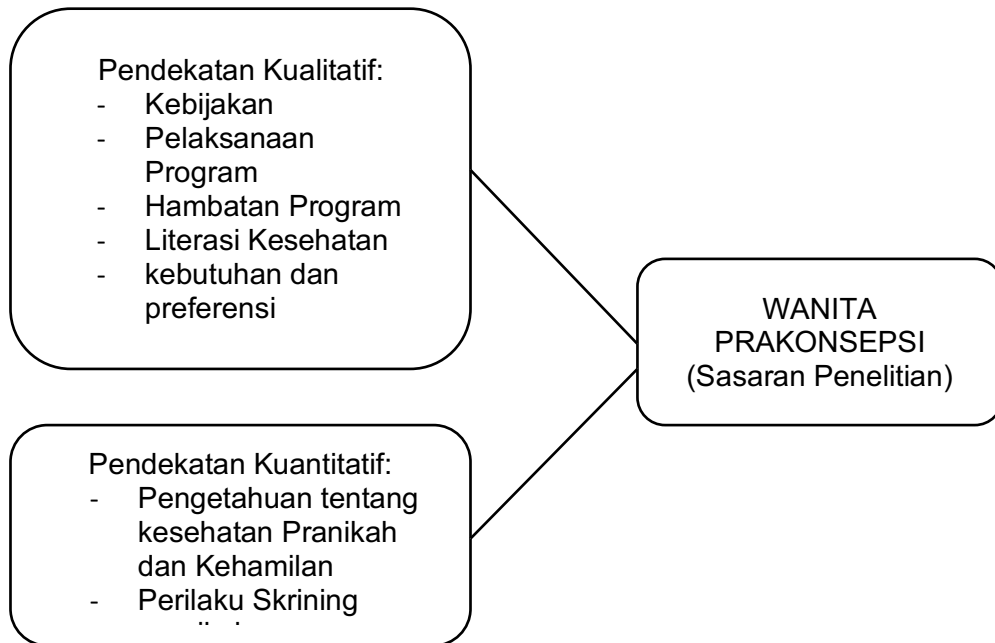 Pendekatan Kualitatif:
- Kebijakan
- Pelaksanaan
Program
- Hambatan Program
- Literasi Kesehatan
- kebutuhan dan
preferensi
WANITA
PRAKONSEPSI
(Sasaran Penelitian)
Pendekatan Kuantitatif:
- Pengetahuan tentang
kesehatan Pranikah
dan Kehamilan
- Perilaku Skrining